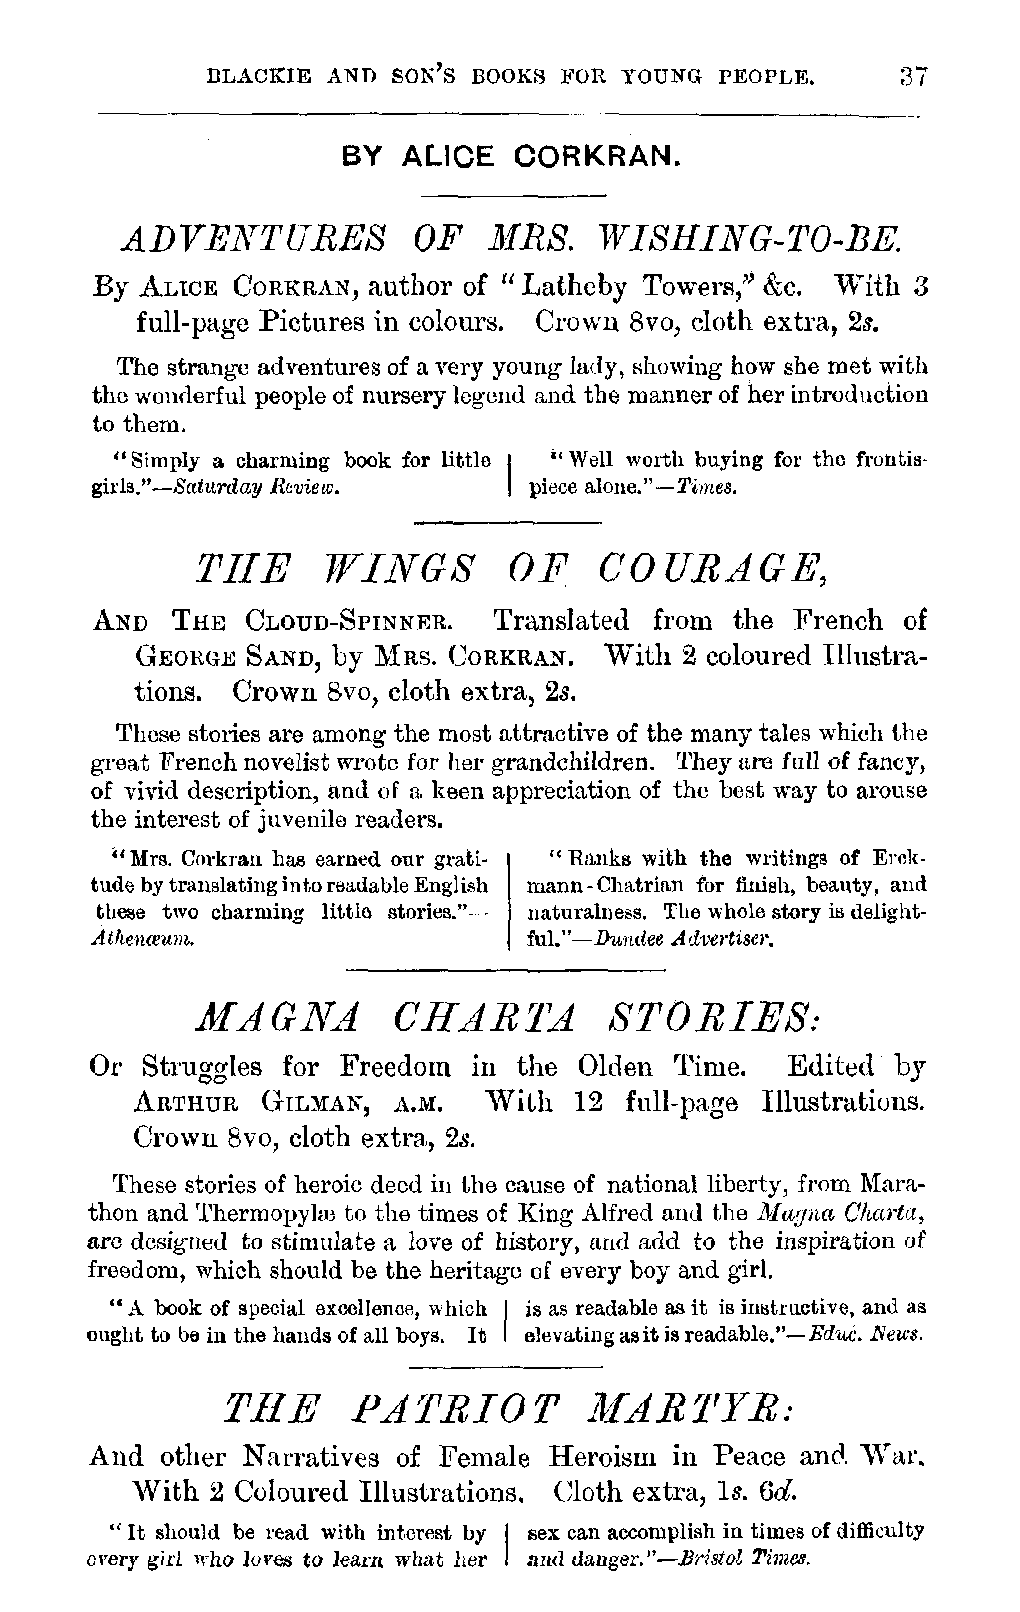 BLACKIE AND SON'S BOOKS FOR YOUNG PEOPLE. 37
BY ALICE CORKRAN.
ADVENTURES OF MRS. WISHING-TO-BE.
By ALICE CORKRAN, author of "Latheby Towers," &c. With 3
full-page Pictures in colours. Crown 8vo, cloth extra, 2s.
The strange adventures of a very young lady, showing how she met with
the wonderful people of nursery legend and the manner of her introduction
to them.
"Simply a charming book for little
girls."—Saturday Review.
"Well worth buying for the frontis-
piece alone."—Times.
THE WINGS OF COURAGE,
AND THE CLOUD-SPINNER. Translated from the French of
GEORGE SAND, by MRS. CORKRAN. With 2 coloured Illustra-
tions. Crown 8vo, cloth extra, 2s.
These stories are among the most attractive of the many tales which the
great French novelist wrote for her grandchildren. They are full of fancy,
of vivid description, and of a keen appreciation of the best way to arouse
the interest of juvenile readers.
"Mrs. Corkran has earned our grati-
tude by translating into readable English
these two charming little stories."—
Athenæum.
"Ranks with the writings of Erck-
mann-Chatrian for finish, beauty, and
naturalness. The whole story is delight-
ful."—Dundee Advertiser.
MAGNA CHARTA STORIES:
Or Struggles for Freedom in the Olden Time. Edited by
ARTHUR GILMAN, A.M. With 12 full-page Illustrations.
Crown 8vo, cloth extra, 2s.
These stories of heroic deed in the cause of national liberty, from Mara-
thon and Thermopylæ to the times of King Alfred and the Magna Charta,
are designed to stimulate a love of history, and add to the inspiration of
freedom, which should be the heritage of every boy and girl.
"A book of special excellence, which
ought to be in the hands of all boys. It
is as readable as it is instructive, and as
elevating as it is readable."—Educ. News.
THE PATRIOT MARTYR:
And other Narratives of Female Heroism in Peace and War.
With 2 Coloured Illustrations. Cloth extra, 1s. 6d.
"It should be read with interest by
every girl who loves to learn what her
sex can accomplish in times of difficulty
and danger."—Bristol Times.